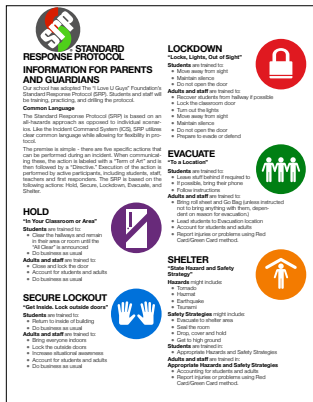 SRP
STANDARD
RESPONSE PROTOCOL
INFORMATION FOR PARENTS
AND GUARDIANS
Our school has adopted The "I Love U Guys" Foundation's
Standard Response Protocol (SRP). Students and staff will
be training, practicing, and drilling the protocol.
Common Language
The Standard Response Protocol (SRP) is based on an
all-hazards approach as opposed to individual scenar-
ios. Like the Incident Command System (ICS), SRP utilizes
clear common language while allowing for flexibility in pro-
tocol.
The premise is simple - there are five specific actions that
can be performed during an incident. When communicat-
ing these, the action is labeled with a "Term of Art" and is
then followed by a "Directive." Execution of the action is
performed by active participants, including students, staff,
teachers and first responders. The SRP is based on the
following actions: Hold, Secure, Lockdown, Evacuate, and
Shelter.
HOLD
"In Your Classroom or Area"
Students are trained to:
• Clear the hallways and remain
in their area or room until the
"All Clear" is announced
• Do business as usual
Adults and staff are trained to:
• Close and lock the door
• Account for students and adults
• Do business as usual
SECURE LOCKOUT
"Get Inside. Lock outside doors"
Students are trained to:
• Return to inside of building
• Do business as usual
Adults and staff are trained to:
• Bring everyone indoors
• Lock the outside doors
• Increase situational awareness
• Account for students and adults
• Do business as usual
LOCKDOWN
"Locks, Lights, Out of Sight"
Students are trained to:
• Move away from sight
• Maintain silence
• Do not open the door
Adults and staff are trained to:
• Recover students from hallway if possible
• Lock the classroom door
• Turn out the lights
• Move away from sight
• Maintain silence
• Do not open the door
• Prepare to evade or defend
EVACUATE
"To a Location"
Students are trained to:
• Leave stuff behind if required to
• If possible, bring their phone
• Follow instructions
Adults and staff are trained to:
• Bring roll sheet and Go Bag (unless instructed
not to bring anything with them, depen-
dent on reason for evacuation.)
• Lead students to Evacuation location
• Account for students and adults
• Report injuries or problems using Red
Card/Green Card method.
SHELTER
"State Hazard and Safety
Strategy"
Hazards might include:
• Tornado
• Hazmat
• Earthquake
• Tsunami
Safety Strategies might include:
• Evacuate to shelter area
• Seal the room
• Drop, cover and hold
• Get to high ground
Students are trained in:
• Appropriate Hazards and Safety Strategies
Adults and staff are trained in:
Appropriate Hazards and Safety Strategies
• Accounting for students and adults
• Report injuries or problems using Red
Card/Green Card method.